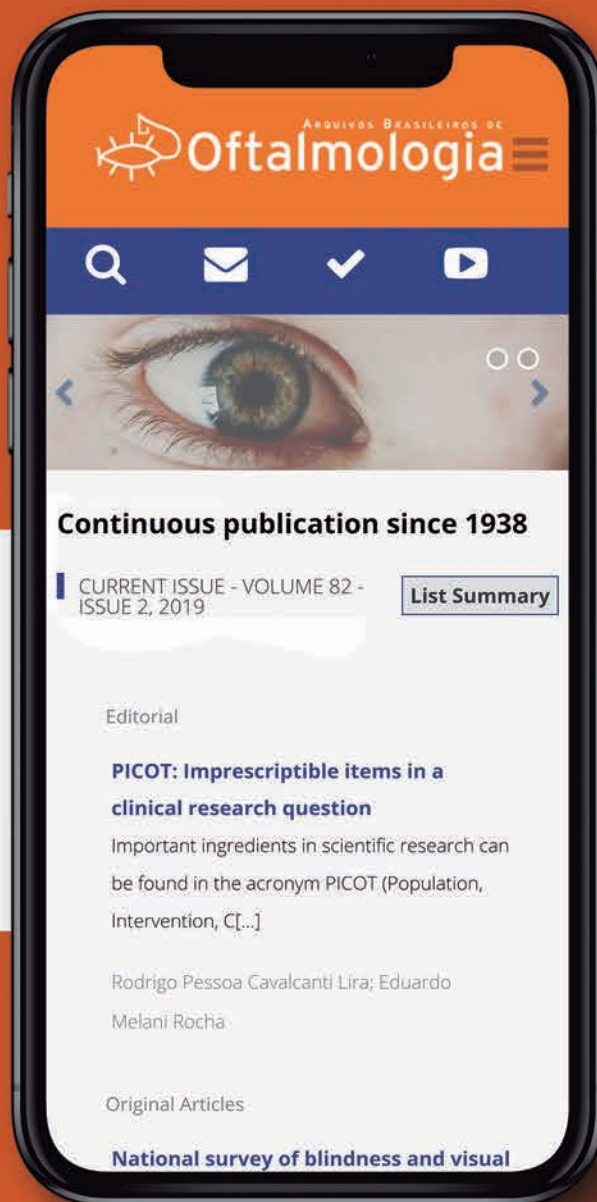 ARQUIVOS BRASILEIROS DE
Oftalmologia
Continuous publication since 1938
CURRENT ISSUE - VOLUME 82 -
ISSUE 2, 2019
List Summary
Editorial
PICOT: Imprescriptible items in a
clinical research question
Important ingredients in scientific research can
be found in the acronym PICOT (Population,
Intervention, C[...]
Rodrigo Pessoa Cavalcanti Lira; Eduardo
Melani Rocha
Original Articles
National survey of blindness and visual